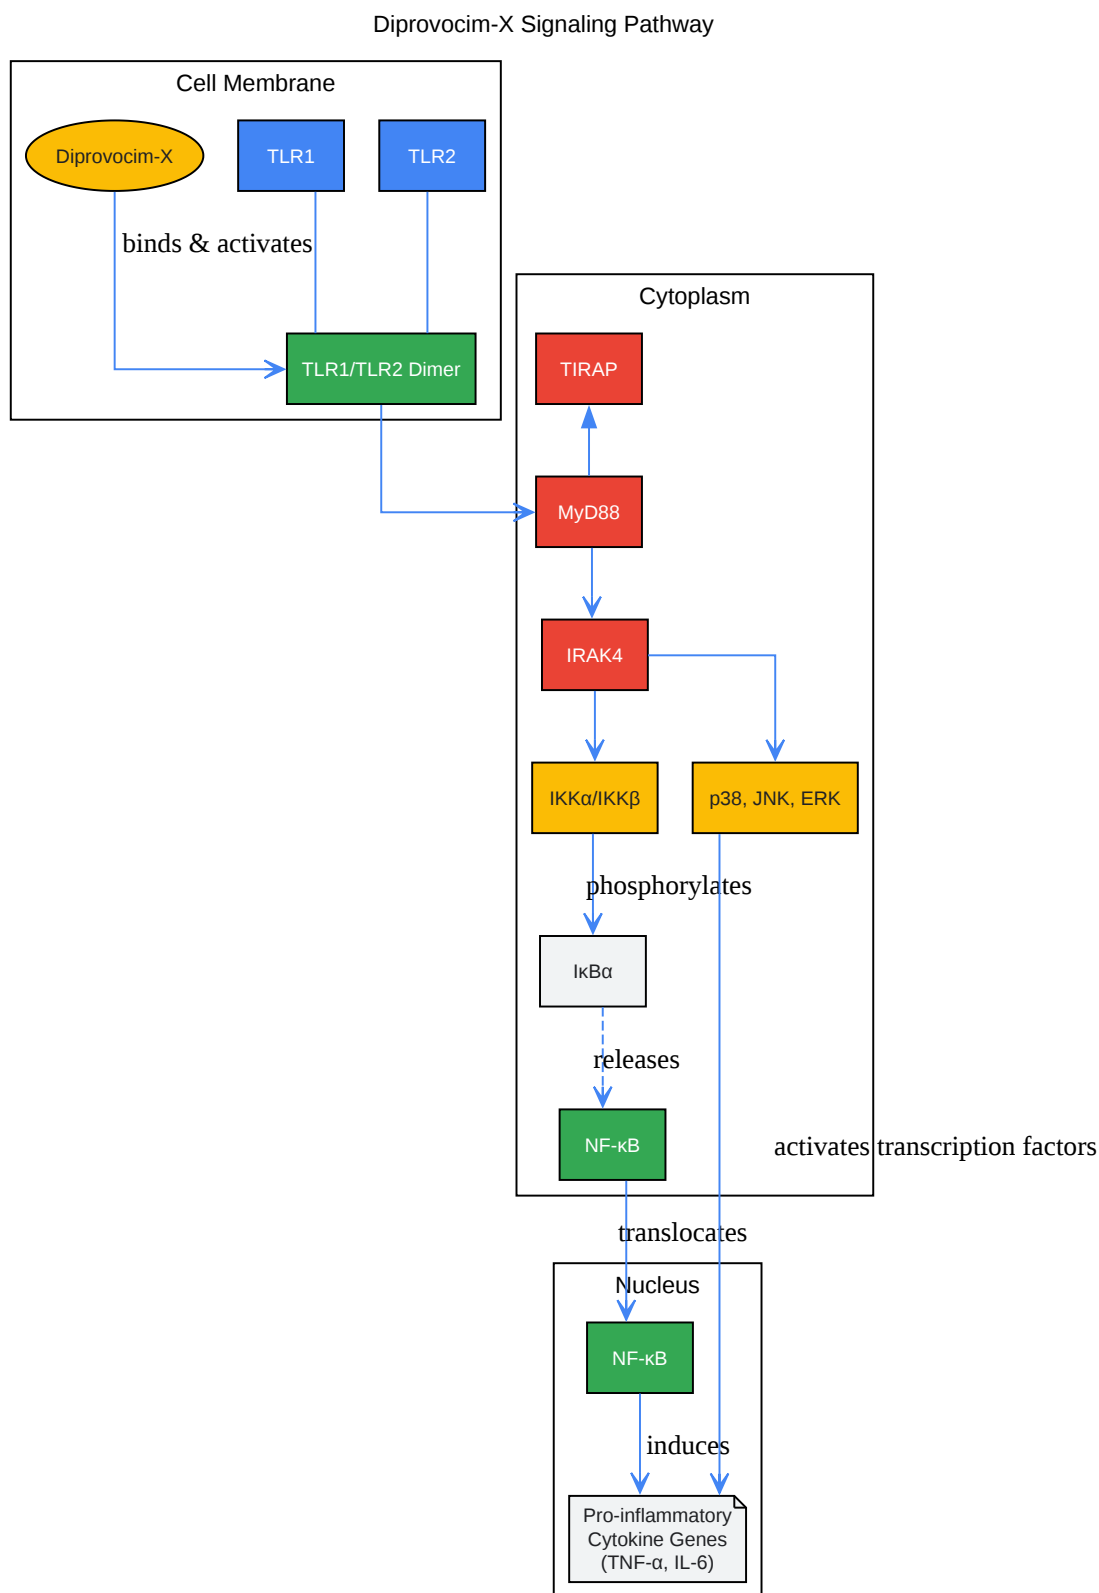 Diprovocim-X Signaling Pathway
Cell Membrane
Diprovocim-X
TLR1
TLR2
binds & activates
TLR1/TLR2 Dimer
Cytoplasm
TIRAP
MyD88
IRAK4
IKKα/IKKβ
p38, JNK, ERK
phosphorylates
IκBα
releases
NF-κB
activates transcription factors
translocates
Nucleus
NF-κB
induces
Pro-inflammatory
Cytokine Genes
(TNF-α, IL-6)